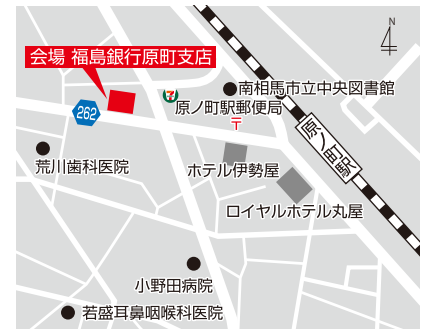 N
会場 福島銀行原町支店
南相馬市立中央図書館
7
原ノ町駅郵便局
〒
262
原ノ町駅
荒川歯科医院
ホテル伊勢屋
ロイヤルホテル丸屋
小野田病院
若盛耳鼻咽喉科医院